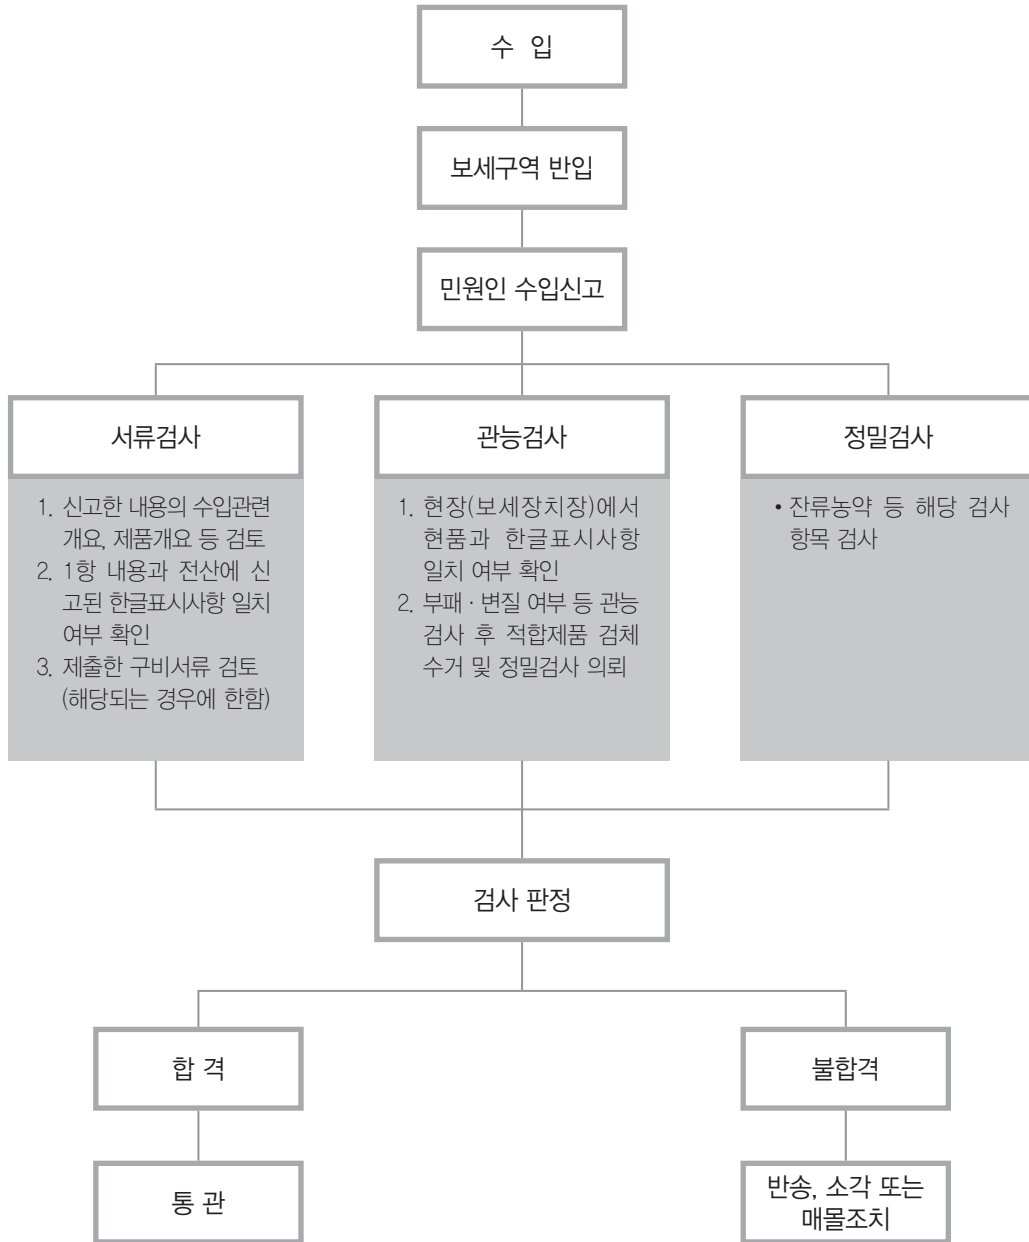 수 입
보세구역 반입
민원인 수입신고
서류검사
1. 신고한 내용의 수입관련
개요, 제품개요 등 검토
2. 1항 내용과 전산에 신
고된 한글표시사항 일치
여부 확인
3. 제출한 구비서류 검토
(해당되는 경우에 한함)
관능검사
1. 현장(보세장치장)에서
현품과 한글표시사항
일치 여부 확인
2. 부패·변질 여부 등 관능
검사 후 적합제품 검체
수거 및 정밀검사 의뢰
정밀검사
• 잔류농약 등 해당 검사
항목 검사
검사 판정
합 격
불합격
통 관
반송, 소각 또는
매몰조치